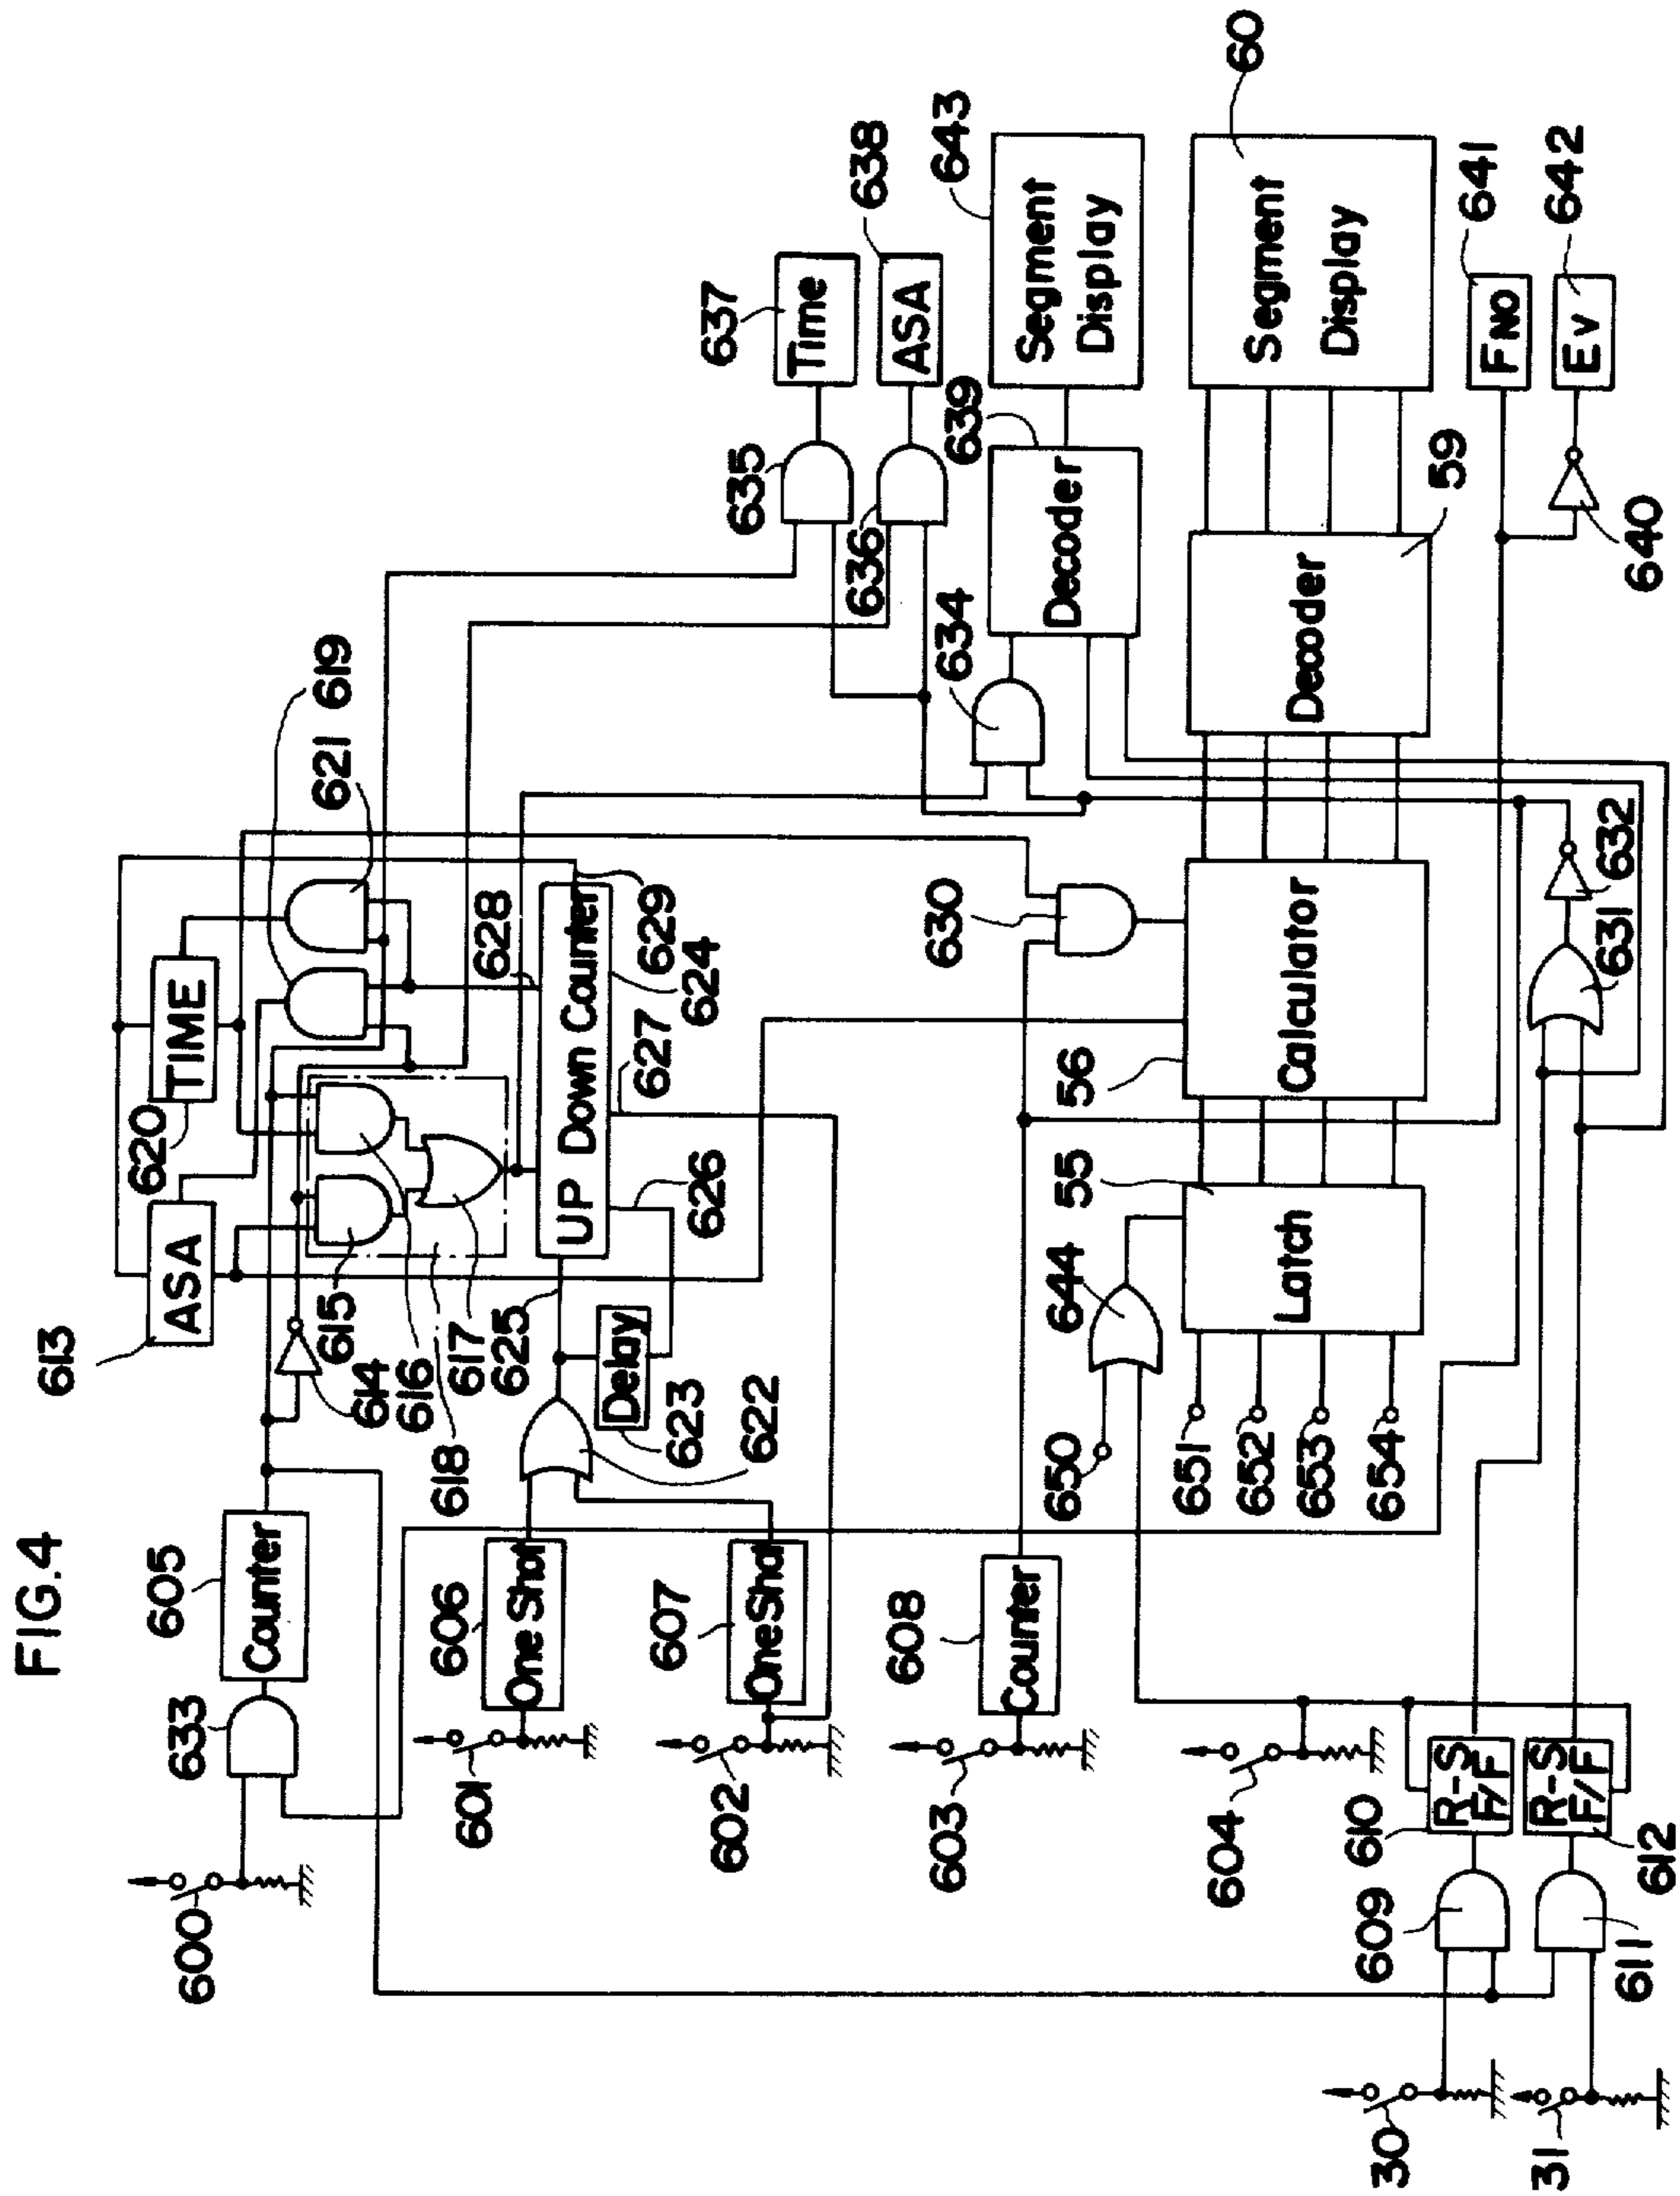 FIG.4
60
643
638
641
642
Segment
Display
Segment
Display
FNO
EV
637
Time
ASA
635
639
636
Decoder
59
Decoder
640
634
619
621
TIME
620
628
629
624
627
626
UP Down Counter
630
Calculator
56
631
632
ASA
613
615
614
616
617
618
625
Delay
623
622
55
Latch
644
650
651
652
653
654
605
Counter
633
606
One Shot
607
One Shot
608
Counter
600
601
602
603
604
R-S
F/F
610
R-S
F/F
612
609
611
30
31